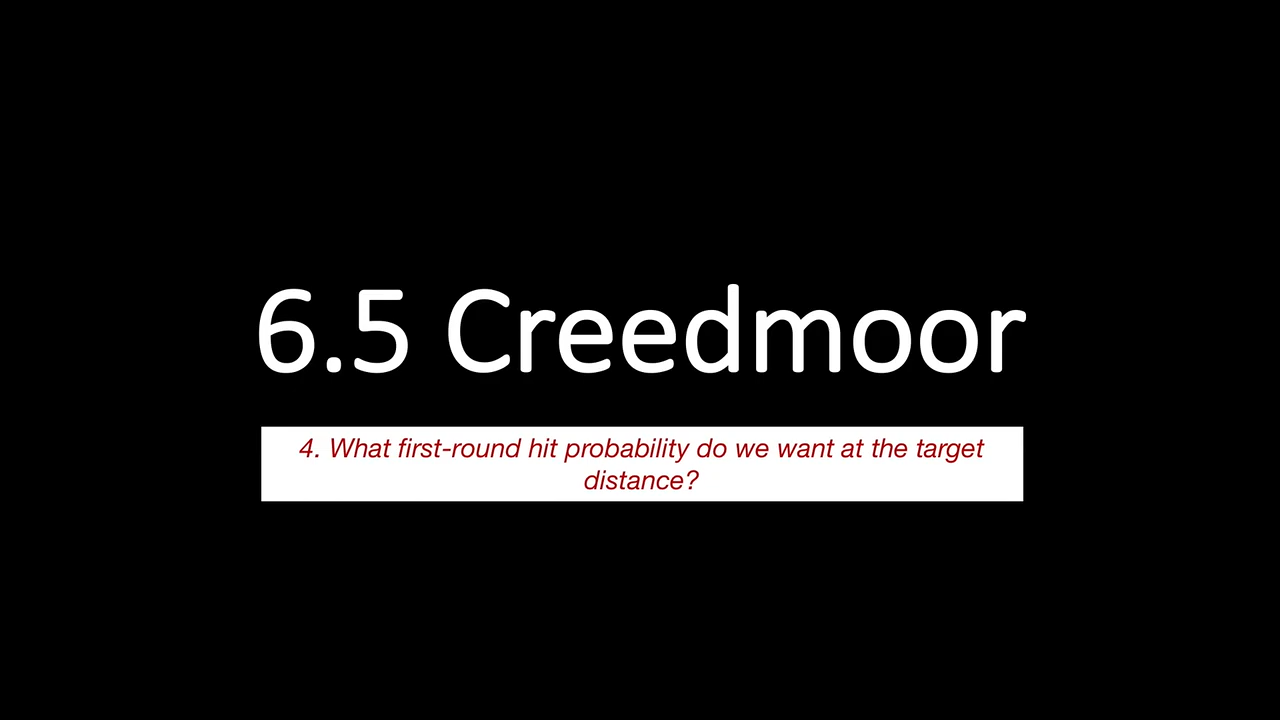 6.5 Creedmoor
4. What first-round hit probability do we want at the target
distance?